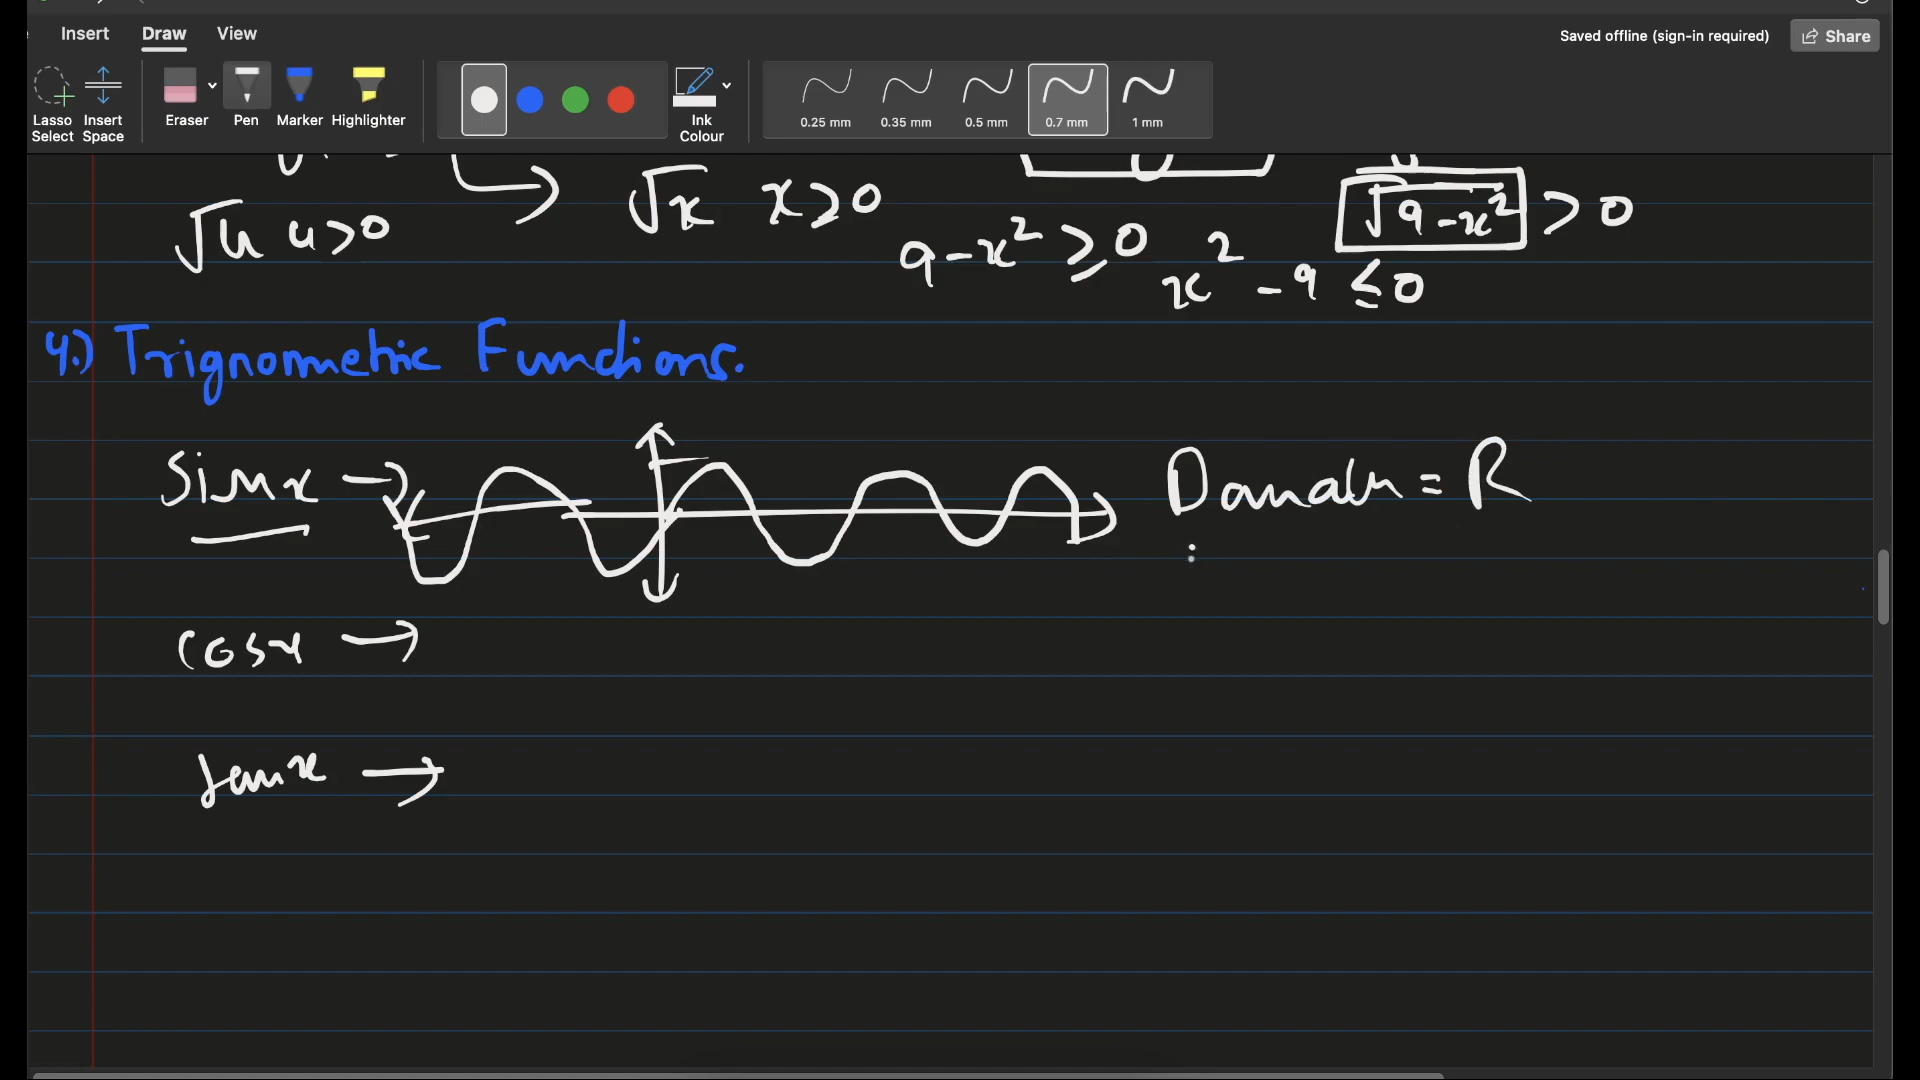 Insert Draw View
Saved offline (sign-in required) Share
Lasso Select Insert Space Eraser Pen Marker Highlighter Ink Colour 0.25 mm 0.35 mm 0.5 mm 0.7 mm 1 mm
√u u>0 √x x≥0 9-x² ≥0 √9-x² > 0
x² - 9 ≤ 0
4.) Trignometric Functions.
Sinx → Domain = R
Cosx →
tanx →